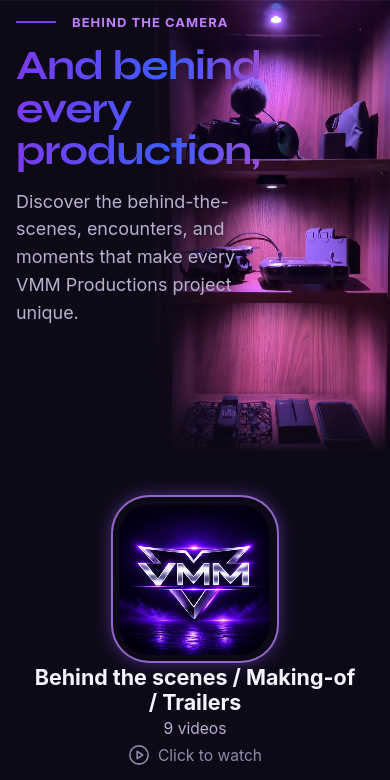 BEHIND THE CAMERA
And behind
every
production,
Discover the behind-the-
scenes, encounters, and
moments that make every
VMM Productions project
unique.
VMM
Behind the scenes / Making-of
/ Trailers
9 videos
Click to watch